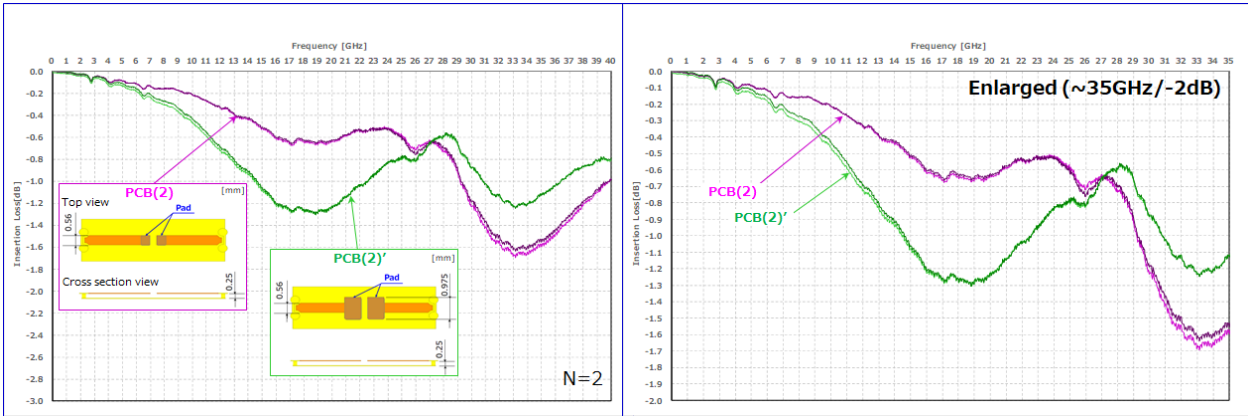 Frequency [GHz]
0 1 2 3 4 5 6 7 8 9 10 11 12 13 14 15 16 17 18 19 20 21 22 23 24 25 26 27 28 29 30 31 32 33 34 35 36 37 38 39 40
Insertion Loss[dB]
0.0
-0.2
-0.4
-0.6
-0.8
-1.0
-1.2
-1.4
-1.6
-1.8
-2.0
-2.2
-2.4
-2.6
-2.8
-3.0
PCB(2)
[mm]
Top view
Pad
0.56
Cross section view
0.25
PCB(2)’
[mm]
Pad
0.56
0.975
0.25
N=2
Frequency [GHz]
0 1 2 3 4 5 6 7 8 9 10 11 12 13 14 15 16 17 18 19 20 21 22 23 24 25 26 27 28 29 30 31 32 33 34 35
Enlarged (~35GHz/-2dB)
Insertion Loss[dB]
0.0
-0.1
-0.2
-0.3
-0.4
-0.5
-0.6
-0.7
-0.8
-0.9
-1.0
-1.1
-1.2
-1.3
-1.4
-1.5
-1.6
-1.7
-1.8
-1.9
-2.0
PCB(2)
PCB(2)’